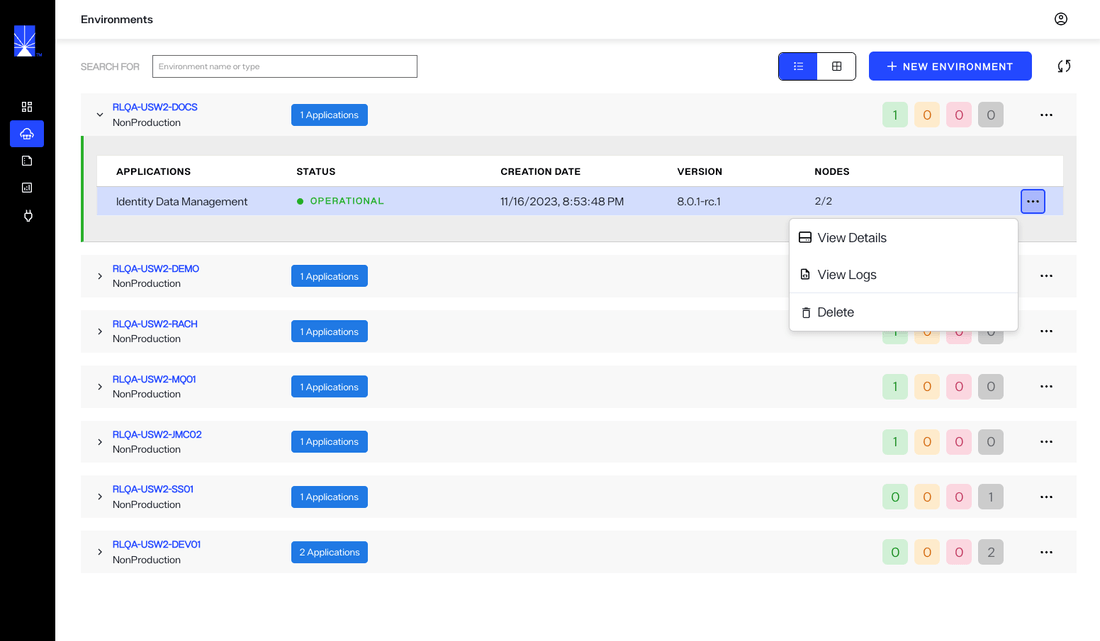 Environments
SEARCH FOR Environment name or type NEW ENVIRONMENT
RLQA-USW2-DOCS
NonProduction
1 Applications 1 0 0 0
APPLICATIONS STATUS CREATION DATE VERSION NODES
Identity Data Management OPERATIONAL 11/16/2023, 8:53:48 PM 8.0.1-rc.1 2/2
View Details
View Logs
Delete
RLQA-USW2-DEMO
NonProduction
1 Applications
RLQA-USW2-RACH
NonProduction
1 Applications 1 0 0 0
RLQA-USW2-MQ01
NonProduction
1 Applications 1 0 0 0
RLQA-USW2-JMC02
NonProduction
1 Applications 1 0 0 0
RLQA-USW2-SS01
NonProduction
1 Applications 0 0 0 1
RLQA-USW2-DEV01
NonProduction
2 Applications 0 0 0 2